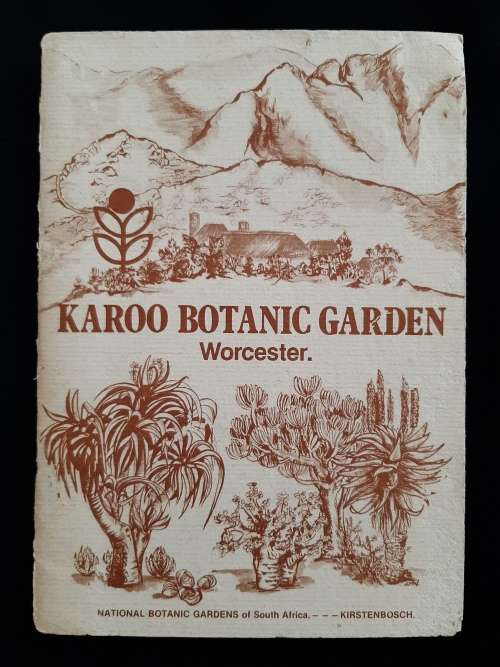 KAROO BOTANIC GARDEN
Worcester.
NATIONAL BOTANIC GARDENS of South Africa. – – – KIRSTENBOSCH.